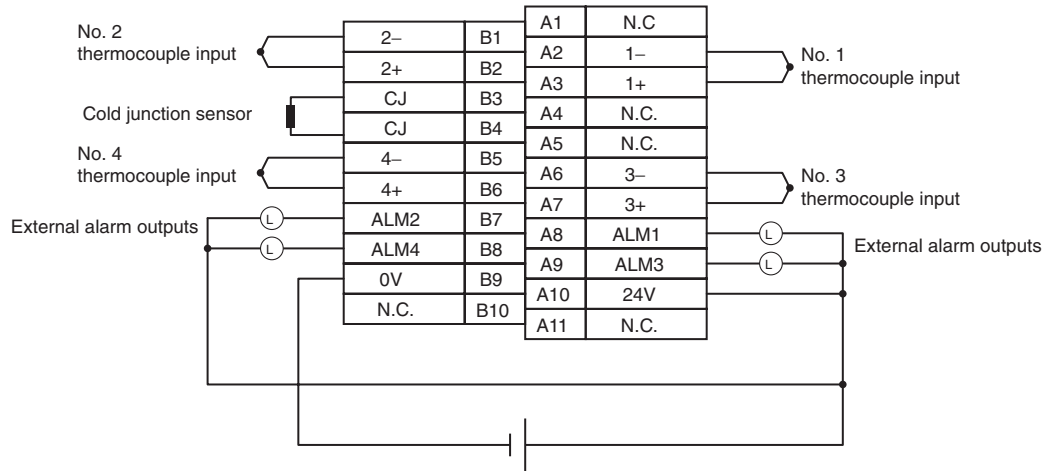 No. 2
thermocouple input
Cold junction sensor
No. 4
thermocouple input
External alarm outputs
2– B1
2+ B2
CJ B3
CJ B4
4– B5
4+ B6
ALM2 B7
ALM4 B8
0V B9
N.C. B10
L
L
A1 N.C
A2 1–
A3 1+
A4 N.C.
A5 N.C.
A6 3–
A7 3+
A8 ALM1
A9 ALM3
A10 24V
A11 N.C.
No. 1
thermocouple input
No. 3
thermocouple input
L
L
External alarm outputs